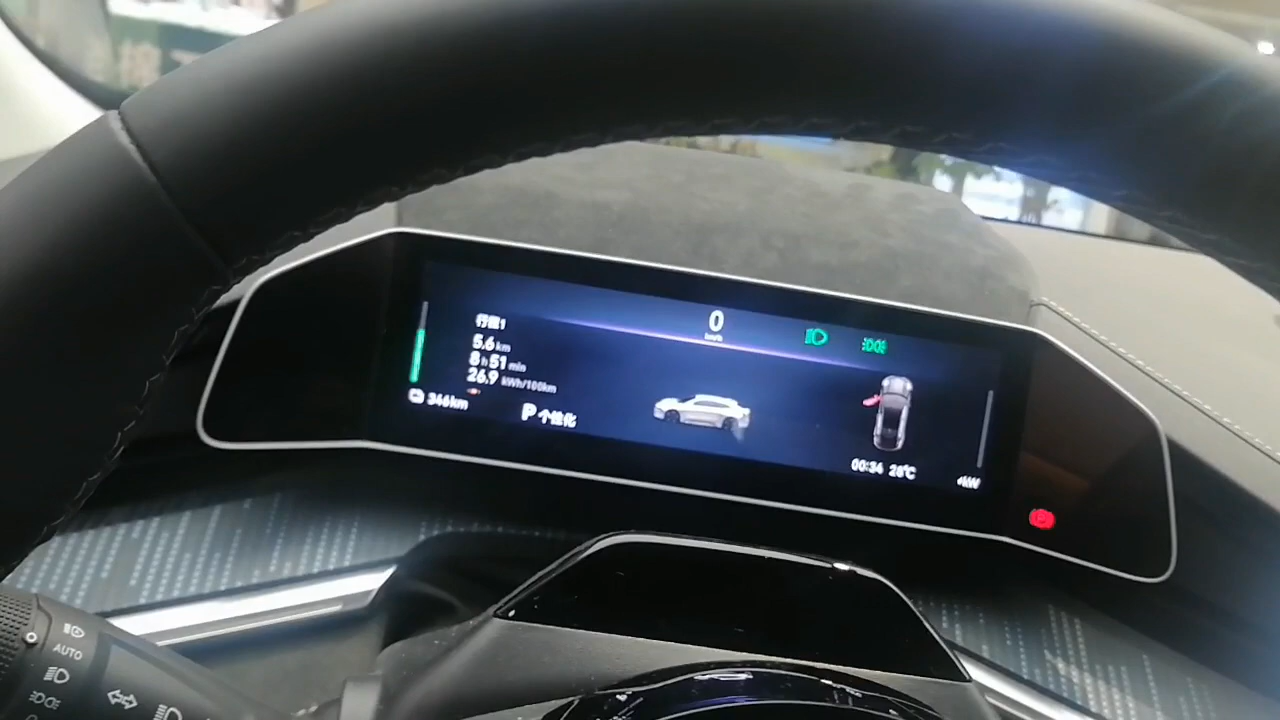 0
km/h
行程1
5.6 km
8 h 51 min
26.9 kWh/100km
346km
P 个性化
00:34 28℃
kW
AUTO